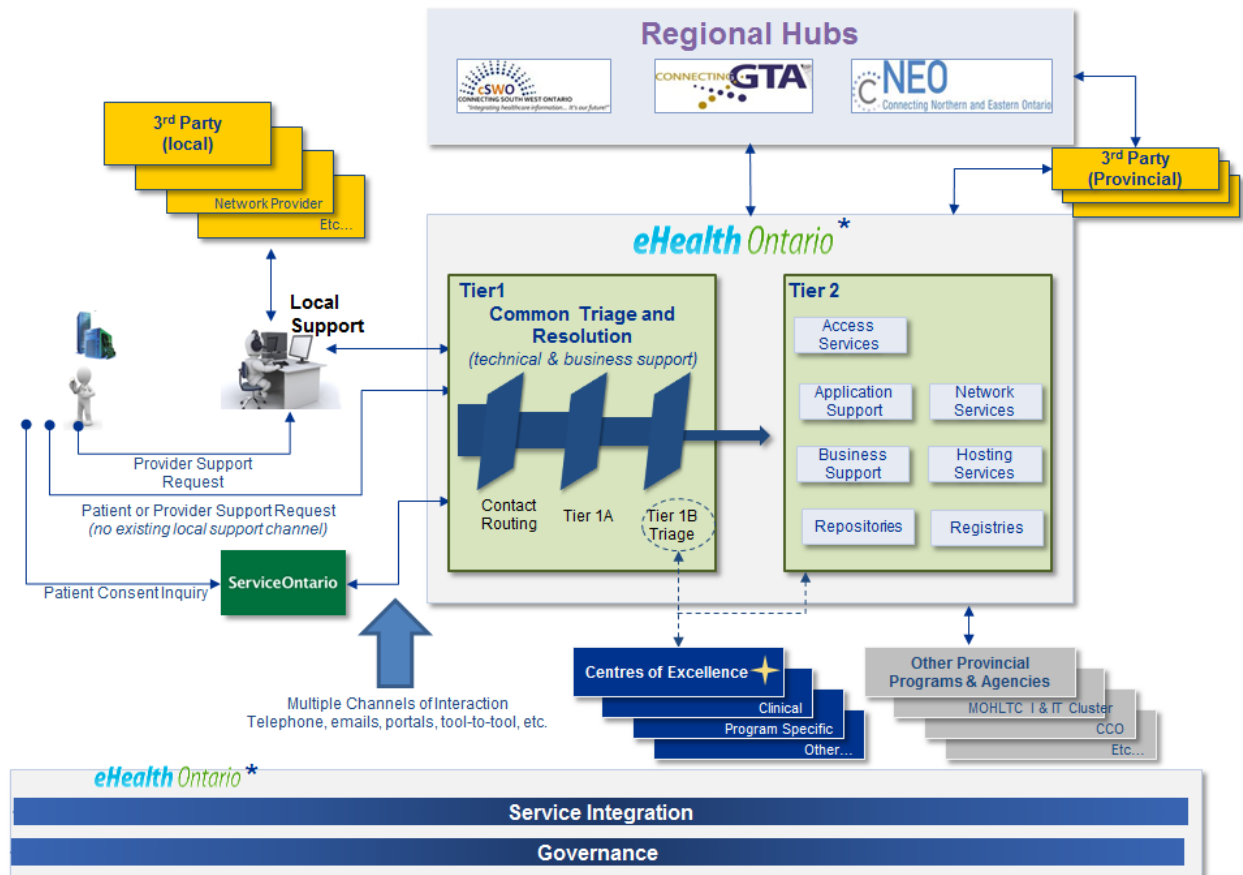 Regional Hubs
cSWO
CONNECTING SOUTH WEST ONTARIO
"Integrating healthcare information... It's our future!"
CONNECTING GTA
cNEO
Connecting Northern and Eastern Ontario
3rd Party
(local)
Network Provider
Etc...
3rd Party
(Provincial)
eHealth Ontario *
Local
Support
Tier1
Common Triage and
Resolution
(technical & business support)
Contact
Routing
Tier 1A
Tier 1B
Triage
Tier 2
Access
Services
Application
Support
Network
Services
Business
Support
Hosting
Services
Repositories
Registries
Provider Support
Request
Patient or Provider Support Request
(no existing local support channel)
Patient Consent Inquiry
ServiceOntario
Multiple Channels of Interaction
Telephone, emails, portals, tool-to-tool, etc.
Centres of Excellence
Clinical
Program Specific
Other...
Other Provincial
Programs & Agencies
MOHLTC I & IT Cluster
CCO
Etc...
eHealth Ontario *
Service Integration
Governance